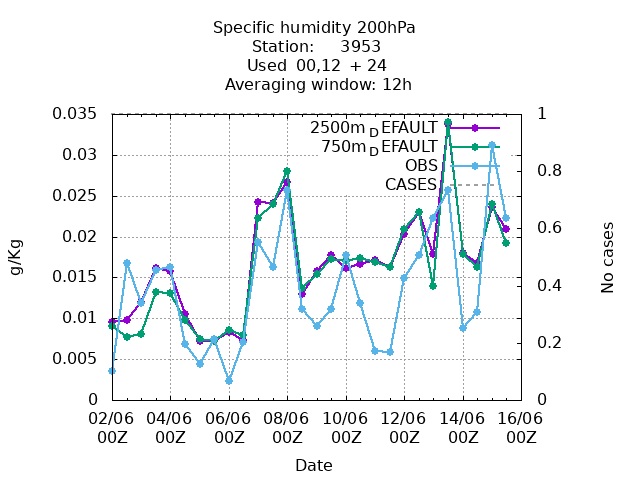 Specific humidity 200hPa
Station: 3953
Used 00,12 + 24
Averaging window: 12h
0.035
0.03
0.025
0.02
0.015
0.01
0.005
0
g/Kg
2500m_DEFAULT
750m_DEFAULT
OBS
CASES
1
0.8
0.6
0.4
0.2
0
No cases
02/06 04/06 06/06 08/06 10/06 12/06 14/06 16/06
00Z 00Z 00Z 00Z 00Z 00Z 00Z 00Z
Date